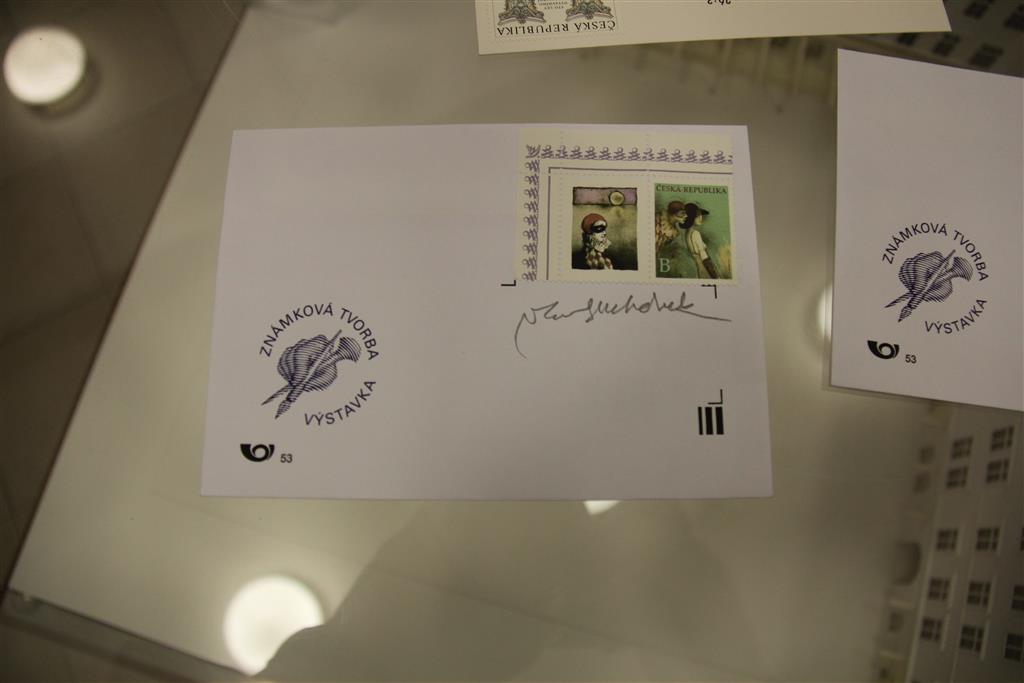 ČESKÁ REPUBLIKA
ČESKÁ REPUBLIKA
B
ZNÁMKOVÁ TVORBA
VÝSTAVKA
53
ZNÁMKOVÁ TVORBA
VÝSTAVKA
53